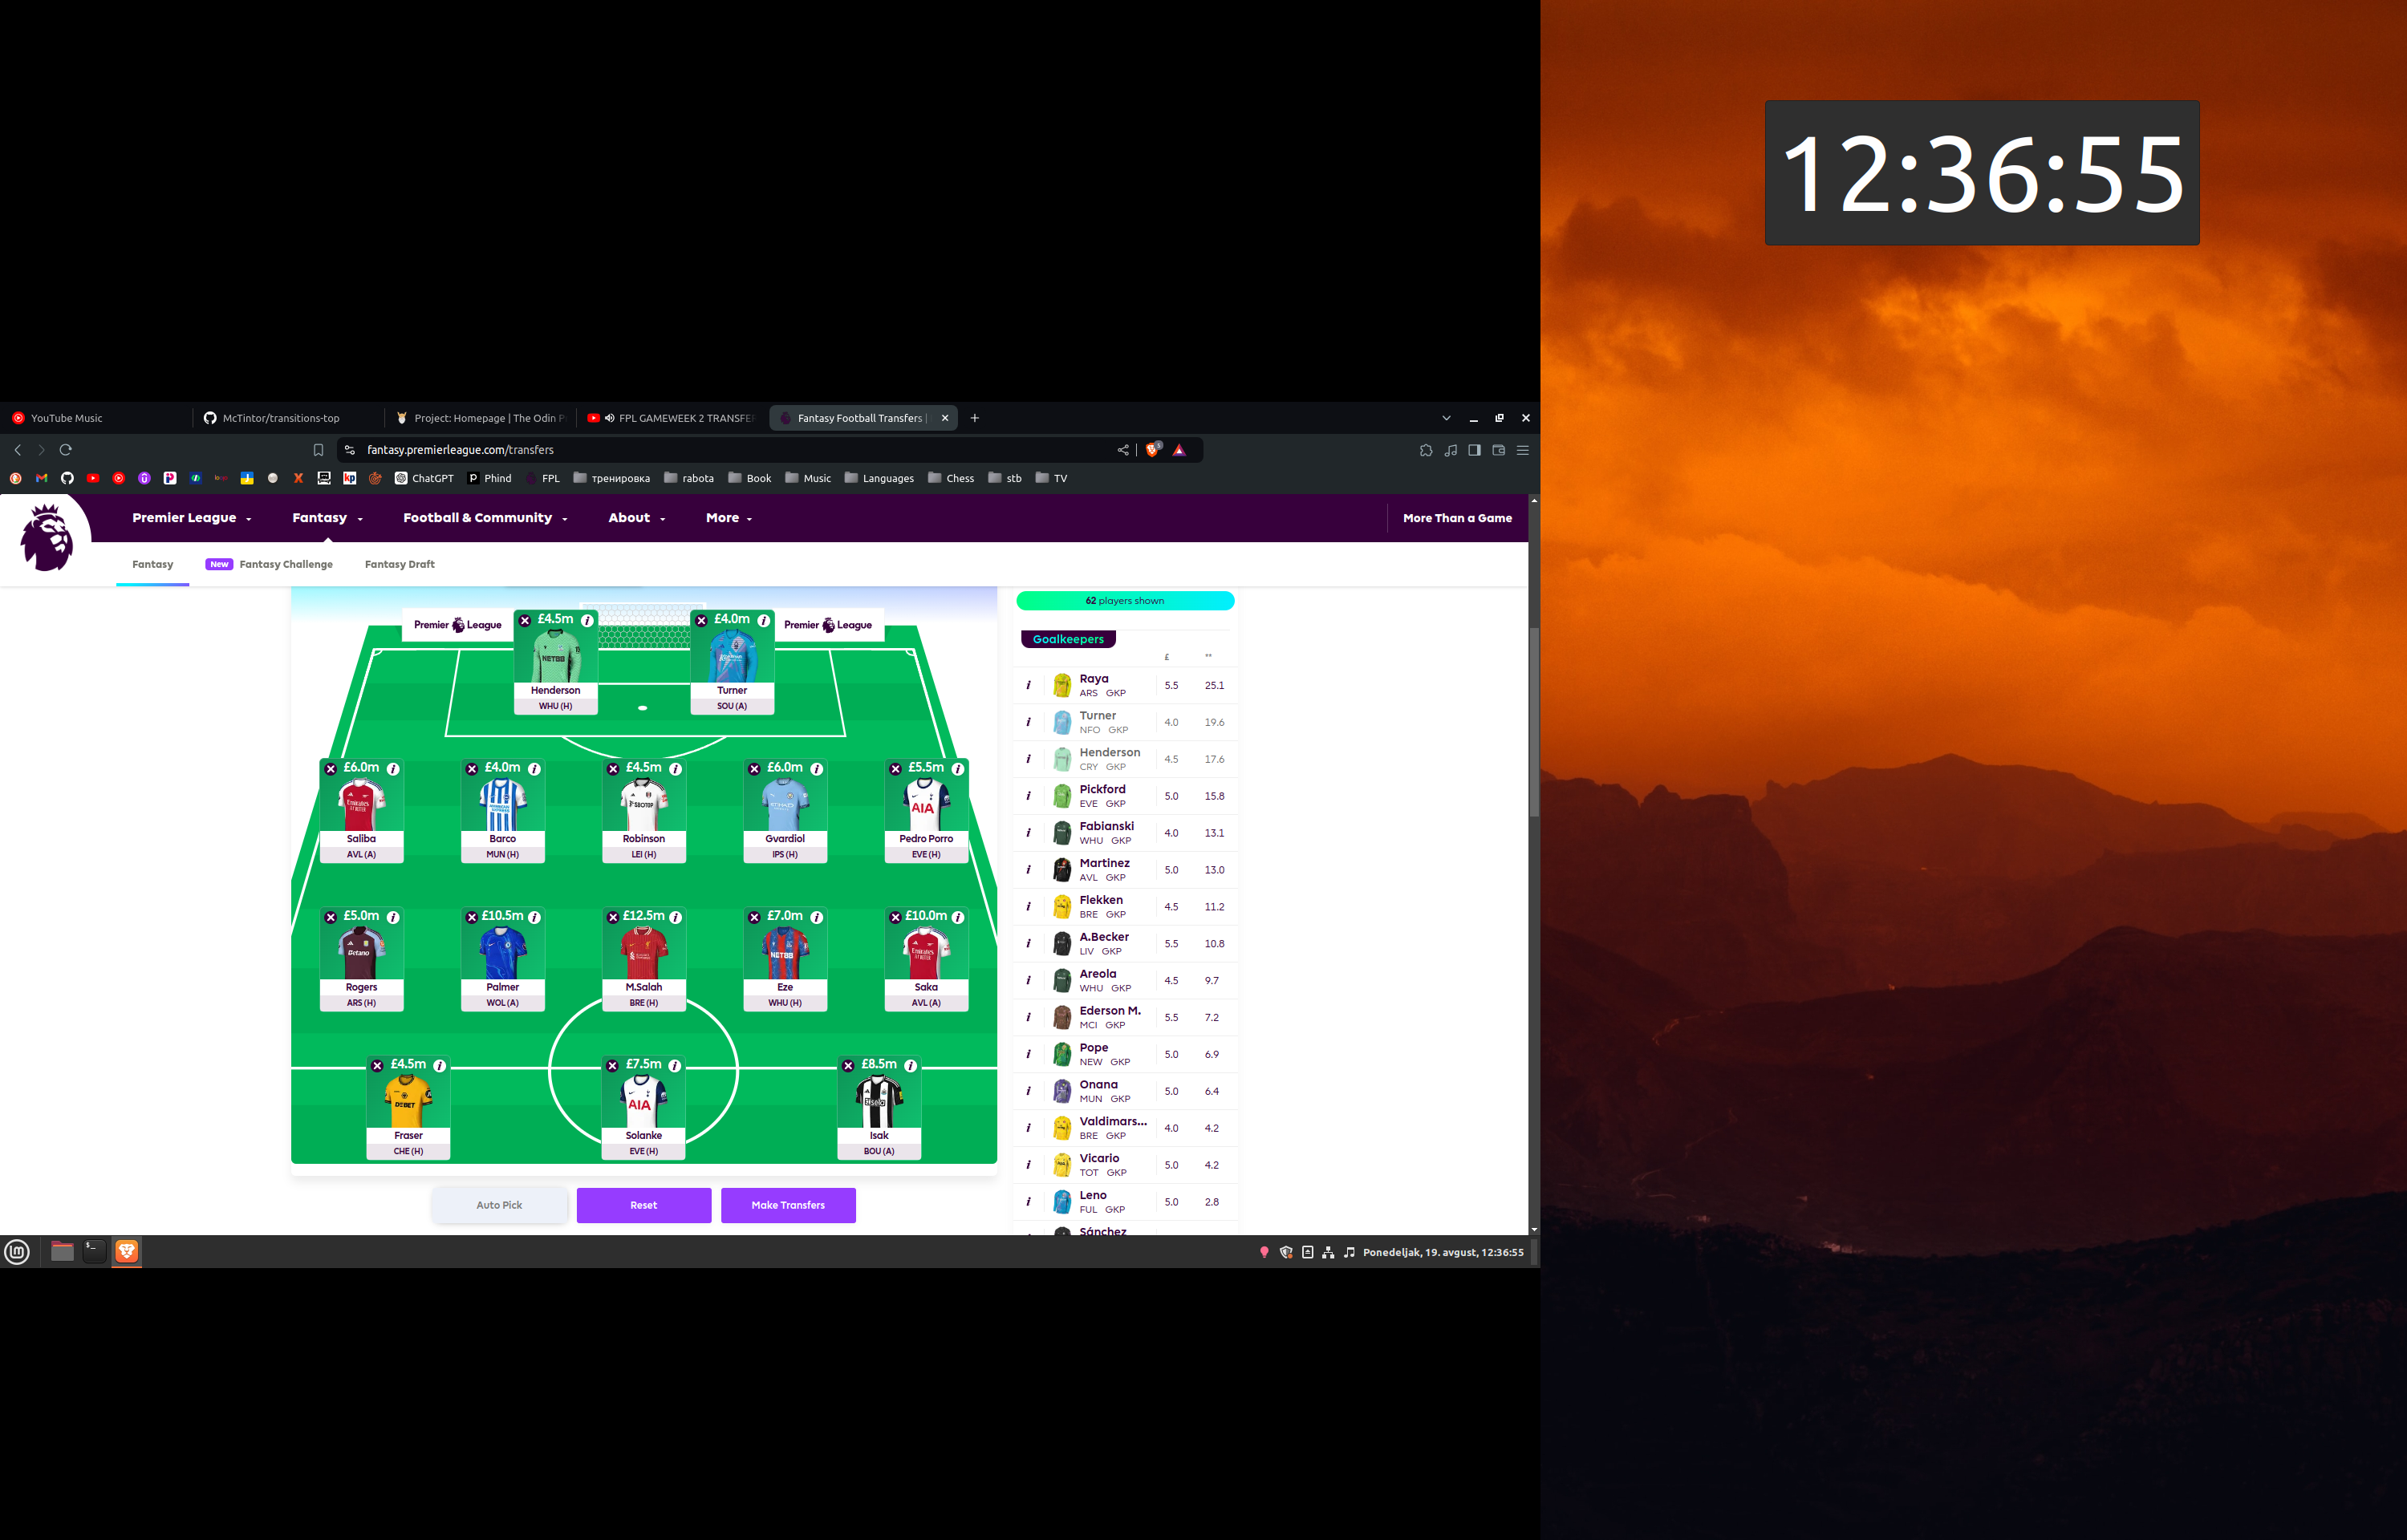 12:36:55
YouTube Music
McTintor/transitions-top
Project: Homepage | The Odin P
FPL GAMEWEEK 2 TRANSFE
Fantasy Football Transfers |
fantasy.premierleague.com/transfers
ChatGPT
Phind
FPL
тренировка
rabota
Book
Music
Languages
Chess
stb
TV
Premier League
Fantasy
Football & Community
About
More
More Than a Game
Fantasy
New
Fantasy Challenge
Fantasy Draft
Premier League
Premier League
£4.5m
£4.0m
NET88
Henderson
Turner
WHU (H)
SOU (A)
£6.0m
£4.0m
£4.5m
£6.0m
£5.5m
SBOTOP
AIA
Saliba
Barco
Robinson
Gvardiol
Pedro Porro
AVL (A)
MUN (H)
LEI (H)
IPS (H)
EVE (H)
£5.0m
£10.5m
£12.5m
£7.0m
£10.0m
Betano
NET88
Rogers
Palmer
M.Salah
Eze
Saka
ARS (H)
WOL (A)
BRE (H)
WHU (H)
AVL (A)
£4.5m
£7.5m
£8.5m
DEBET
AIA
sela
Fraser
Solanke
Isak
CHE (H)
EVE (H)
BOU (A)
Auto Pick
Reset
Make Transfers
62 players shown
Goalkeepers
£ **
Raya
ARS GKP 5.5 25.1
Turner
NFO GKP 4.0 19.6
Henderson
CRY GKP 4.5 17.6
Pickford
EVE GKP 5.0 15.8
Fabianski
WHU GKP 4.0 13.1
Martinez
AVL GKP 5.0 13.0
Flekken
BRE GKP 4.5 11.2
A.Becker
LIV GKP 5.5 10.8
Areola
WHU GKP 4.5 9.7
Ederson M.
MCI GKP 5.5 7.2
Pope
NEW GKP 5.0 6.9
Onana
MUN GKP 5.0 6.4
Valdimars...
BRE GKP 4.0 4.2
Vicario
TOT GKP 5.0 4.2
Leno
FUL GKP 5.0 2.8
Sánchez
Ponedeljak, 19. avgust, 12:36:55